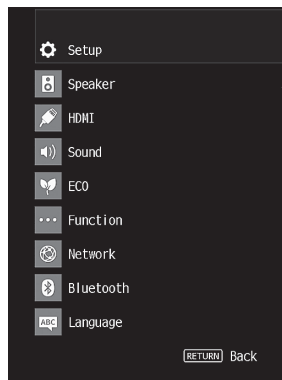 Setup
Speaker
HDMI
Sound
ECO
Function
Network
Bluetooth
ABC Language
RETURN Back